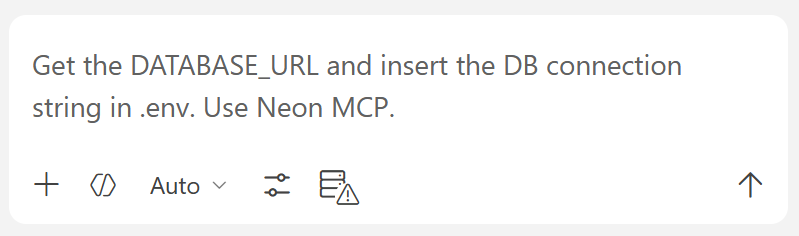 Get the DATABASE_URL and insert the DB connection
string in .env. Use Neon MCP.
Auto